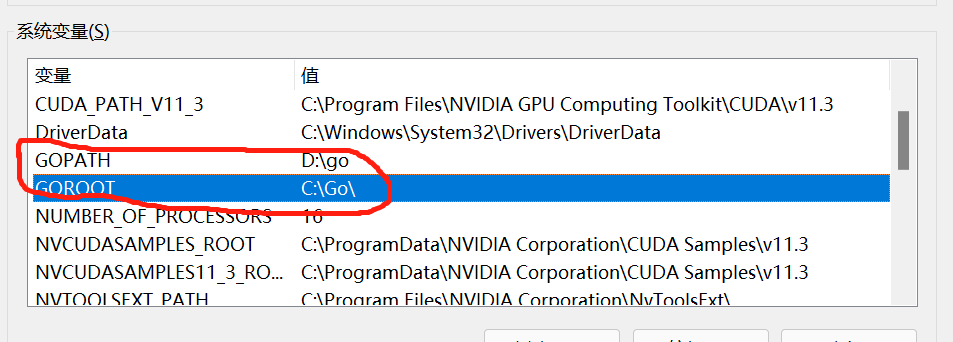 系统变量(S)
变量 值
CUDA_PATH_V11_3 C:\Program Files\NVIDIA GPU Computing Toolkit\CUDA\v11.3
DriverData C:\Windows\System32\Drivers\DriverData
GOPATH D:\go
GOROOT C:\Go\
NUMBER_OF_PROCESSORS 16
NVCUDASAMPLES_ROOT C:\ProgramData\NVIDIA Corporation\CUDA Samples\v11.3
NVCUDASAMPLES11_3_RO... C:\ProgramData\NVIDIA Corporation\CUDA Samples\v11.3
NVTOOLSEXT_PATH C:\Program Files\NVIDIA Corporation\NvToolsExt\